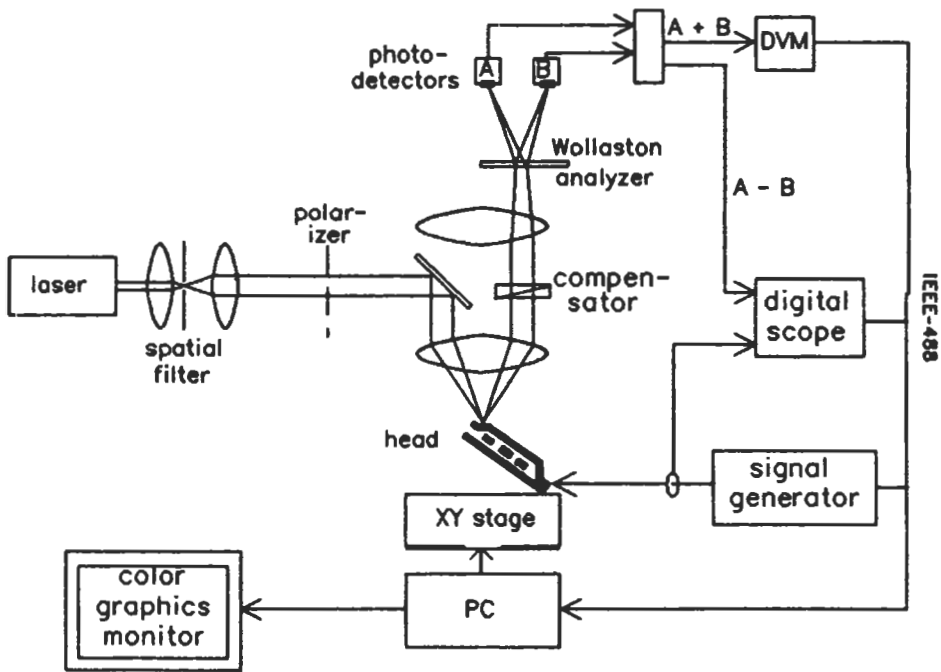 photo-
detectors
A
B
A + B
DVM
Wollaston
analyzer
A - B
polar-
izer
laser
spatial
filter
compen-
sator
digital
scope
IEEE-488
head
signal
generator
XY stage
color
graphics
monitor
PC